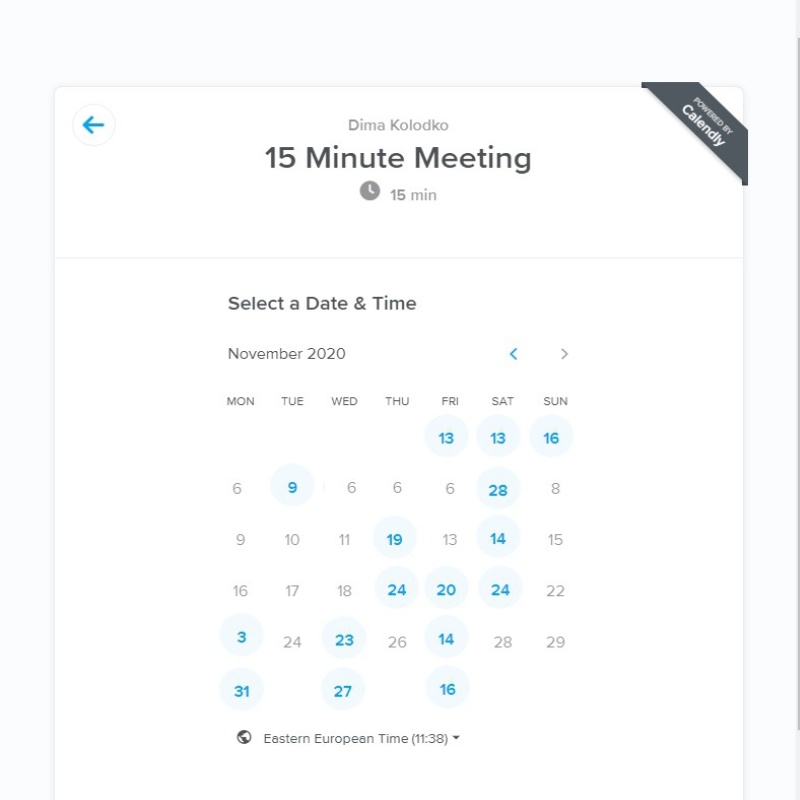 POWERED BY
Calendly
Dima Kolodko
15 Minute Meeting
15 min
Select a Date & Time
November 2020
MON TUE WED THU FRI SAT SUN
13 13 16
6 9 6 6 6 28 8
9 10 11 19 13 14 15
16 17 18 24 20 24 22
3 24 23 26 14 28 29
31 27 16
Eastern European Time (11:38)